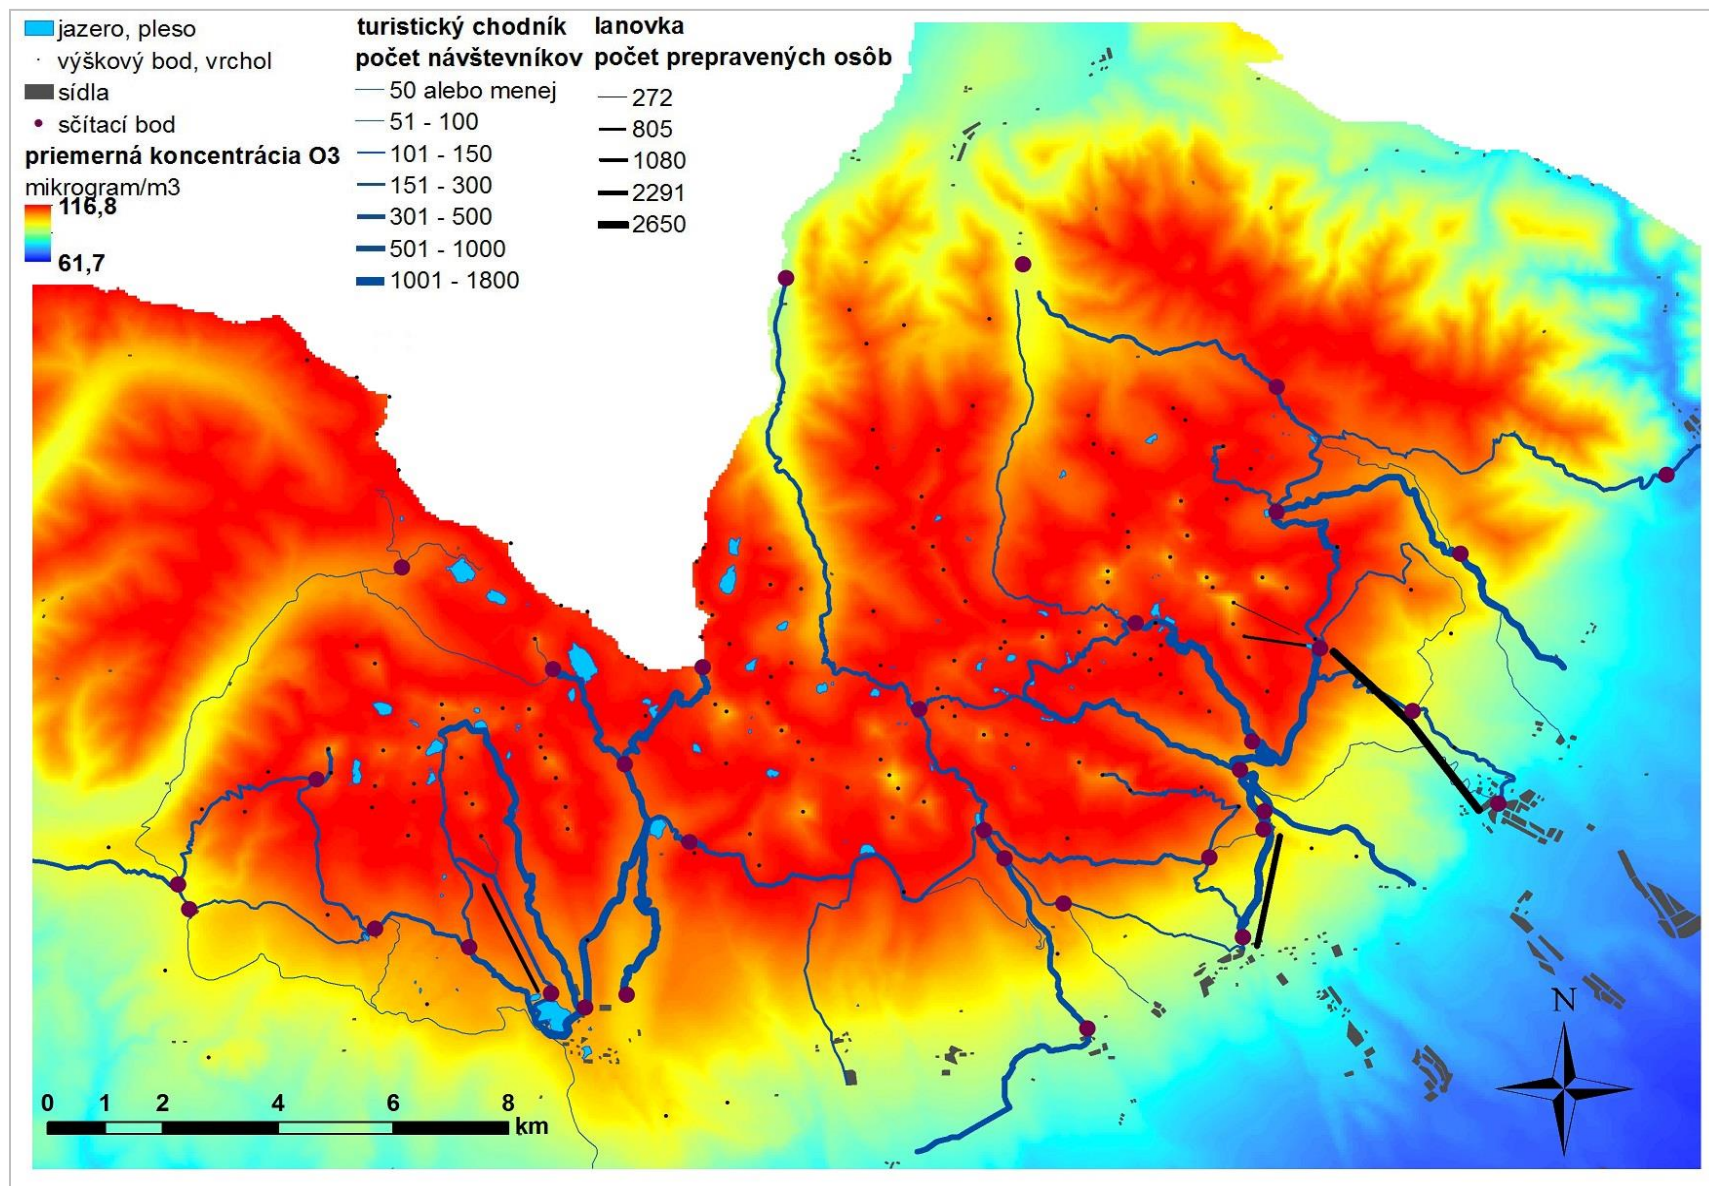 jazero, pleso
výškový bod, vrchol
sídla
sčítací bod
priemerná koncentrácia O3
mikrogram/m3
116,8
61,7
turistický chodník
počet návštevníkov
50 alebo menej
51 - 100
101 - 150
151 - 300
301 - 500
501 - 1000
1001 - 1800
lanovka
počet prepravených osôb
272
805
1080
2291
2650
N
0 1 2 4 6 8
km